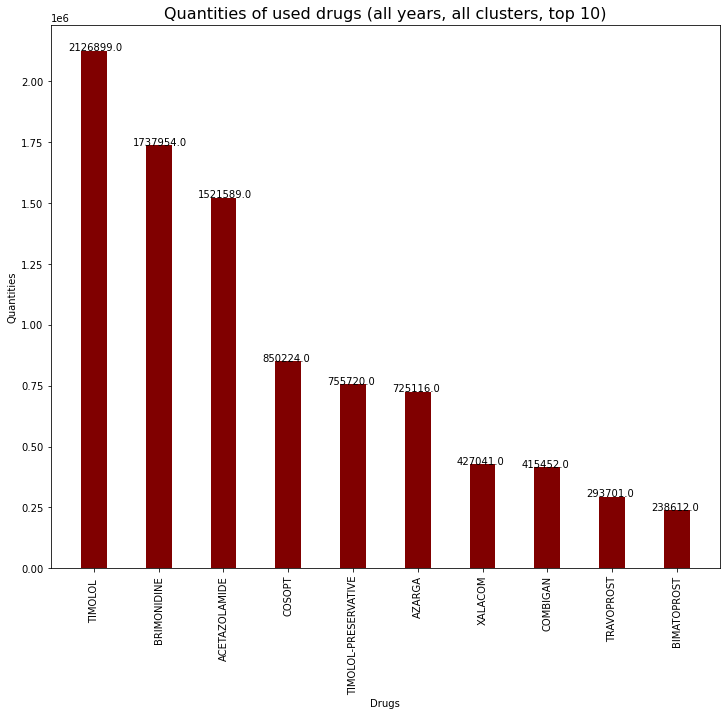 Quantities of used drugs (all years, all clusters, top 10)
1e6
2126899.0
1737954.0
1521589.0
850224.0
755720.0
725116.0
427041.0
415452.0
293701.0
238612.0
2.00
1.75
1.50
1.25
1.00
0.75
0.50
0.25
0.00
Quantities
TIMOLOL
BRIMONIDINE
ACETAZOLAMIDE
COSOPT
TIMOLOL-PRESERVATIVE
AZARGA
XALACOM
COMBIGAN
TRAVOPROST
BIMATOPROST
Drugs